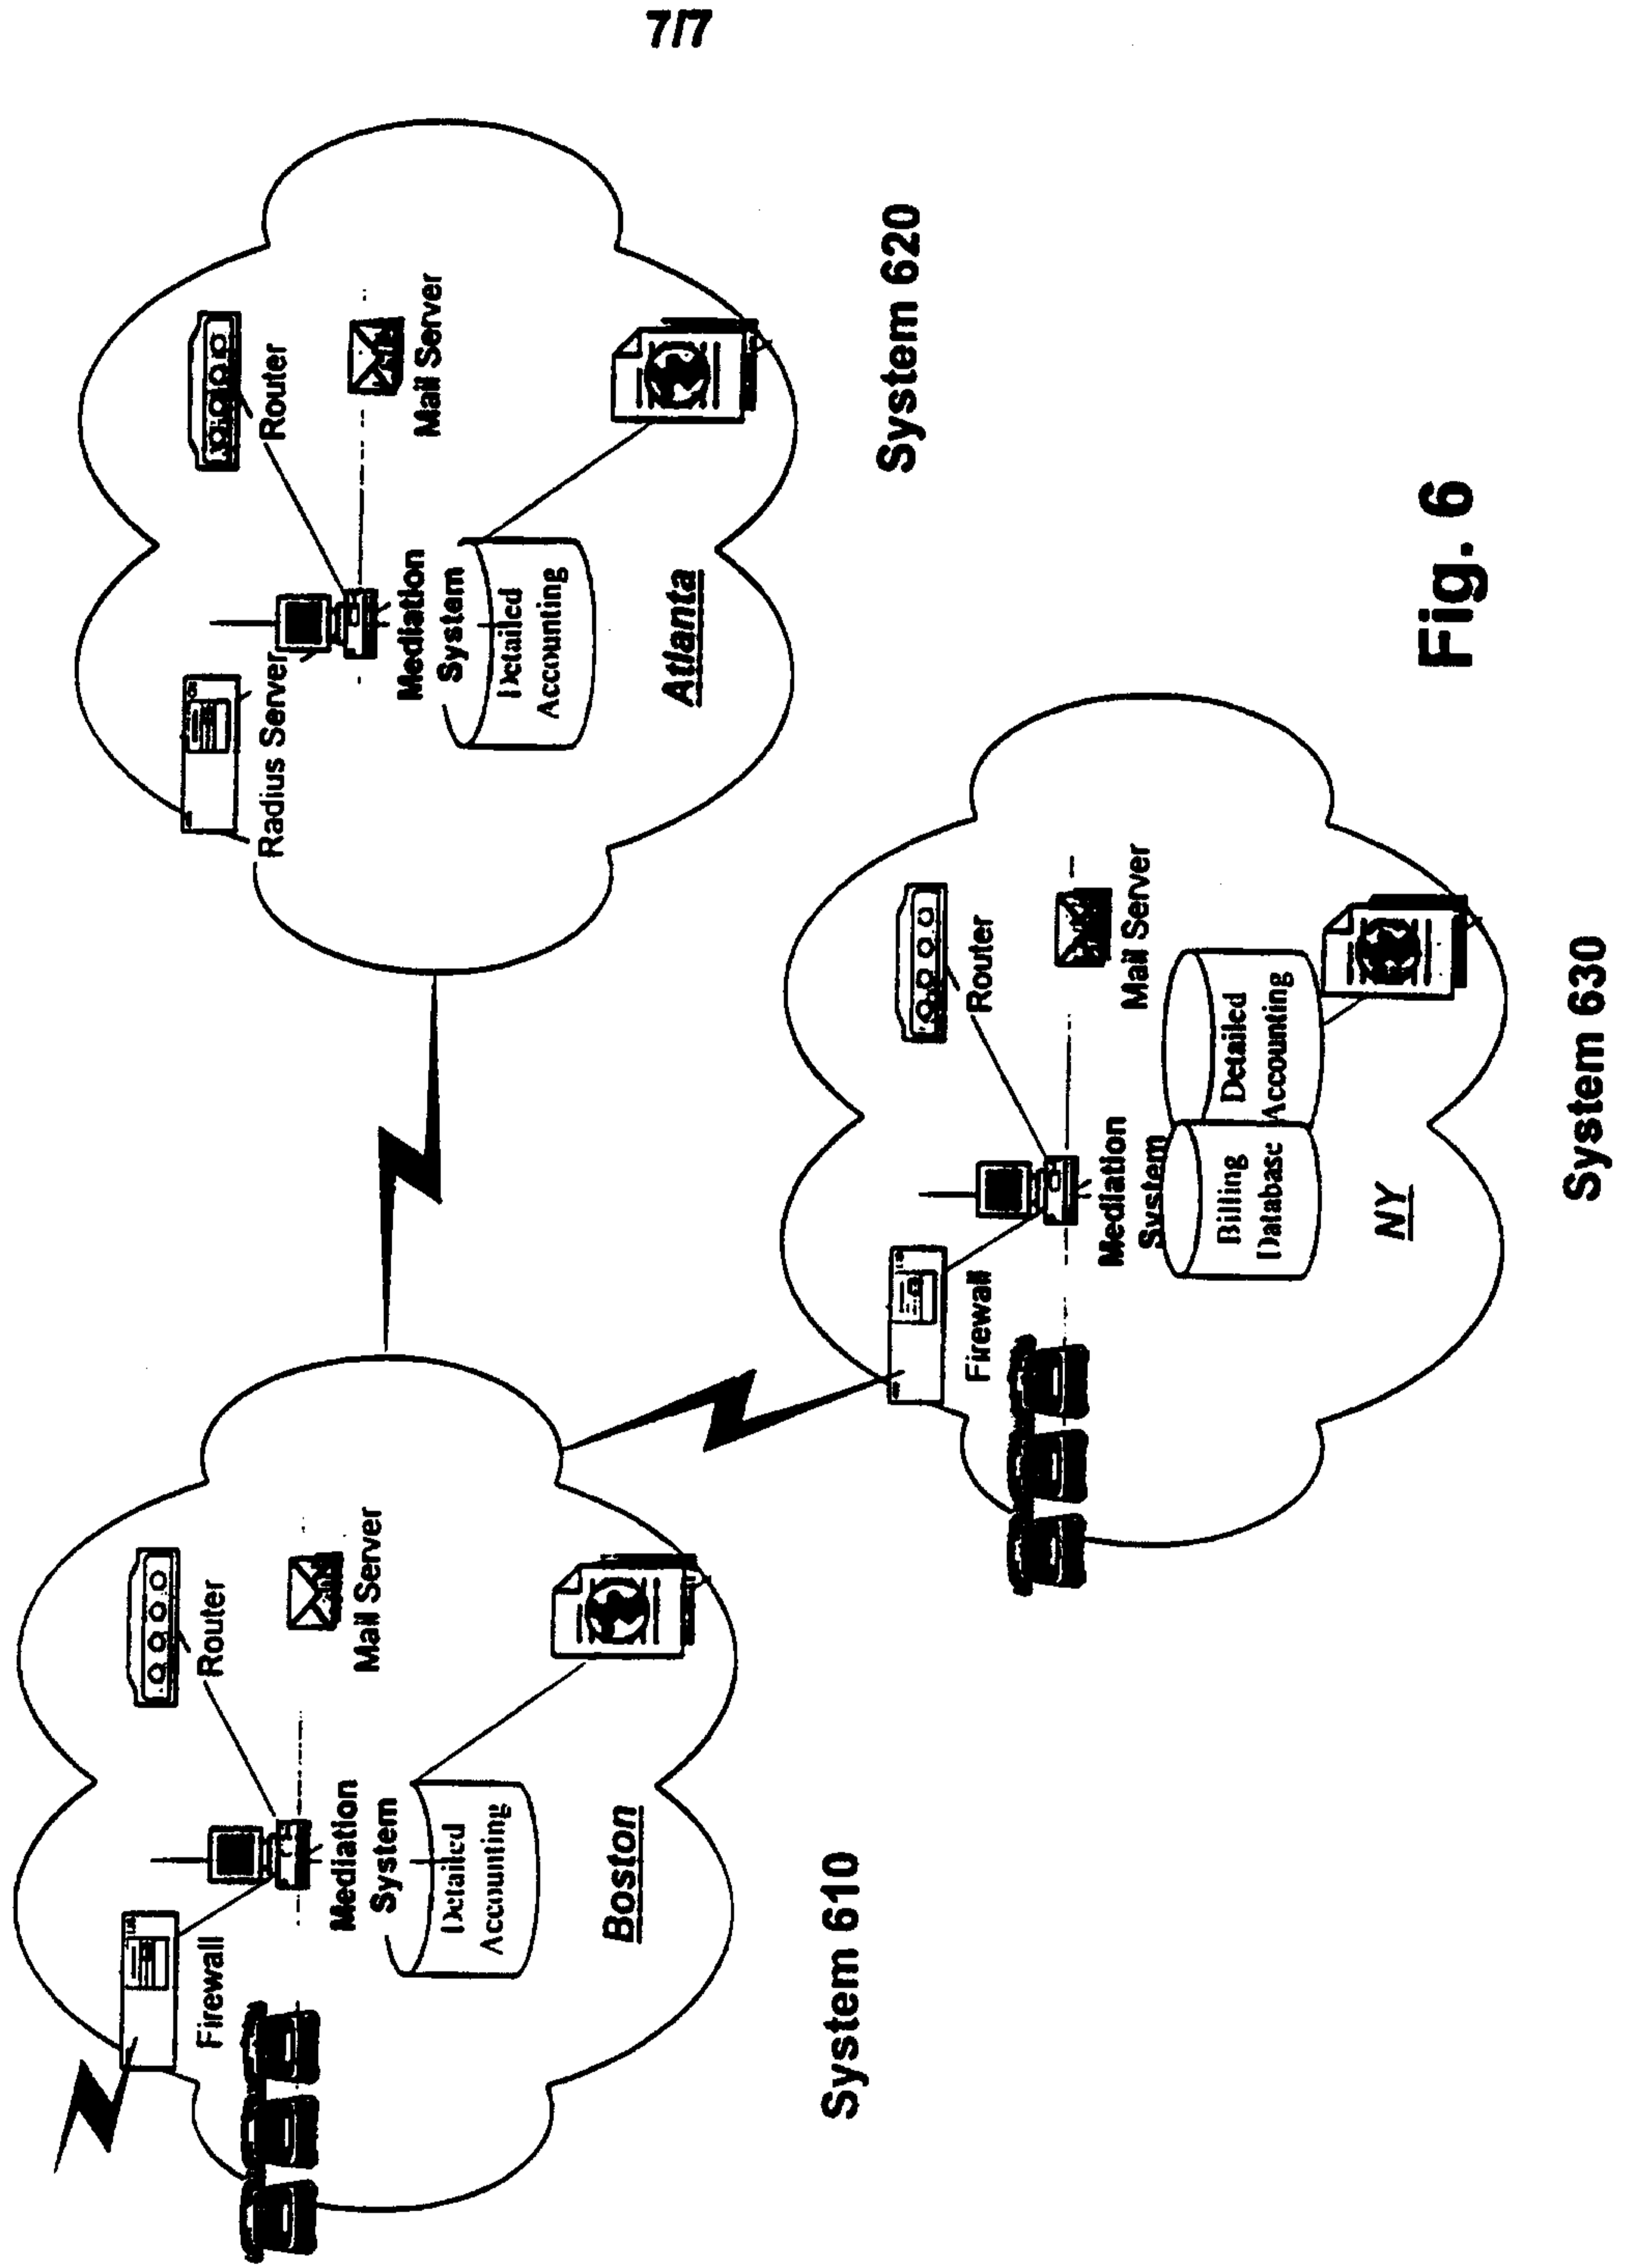 7/7
Router
Mail Server
Radius Server
Mediation
System
Detailed
Accounting
Atlanta
System 620
Router
Mail Server
Firewall
Mediation
System
Detailed
Accounting
Boston
System 610
Router
Mail Server
Firewall
Mediation
System
Billing
Database
Detailed
Accounting
NY
System 630
Fig. 6